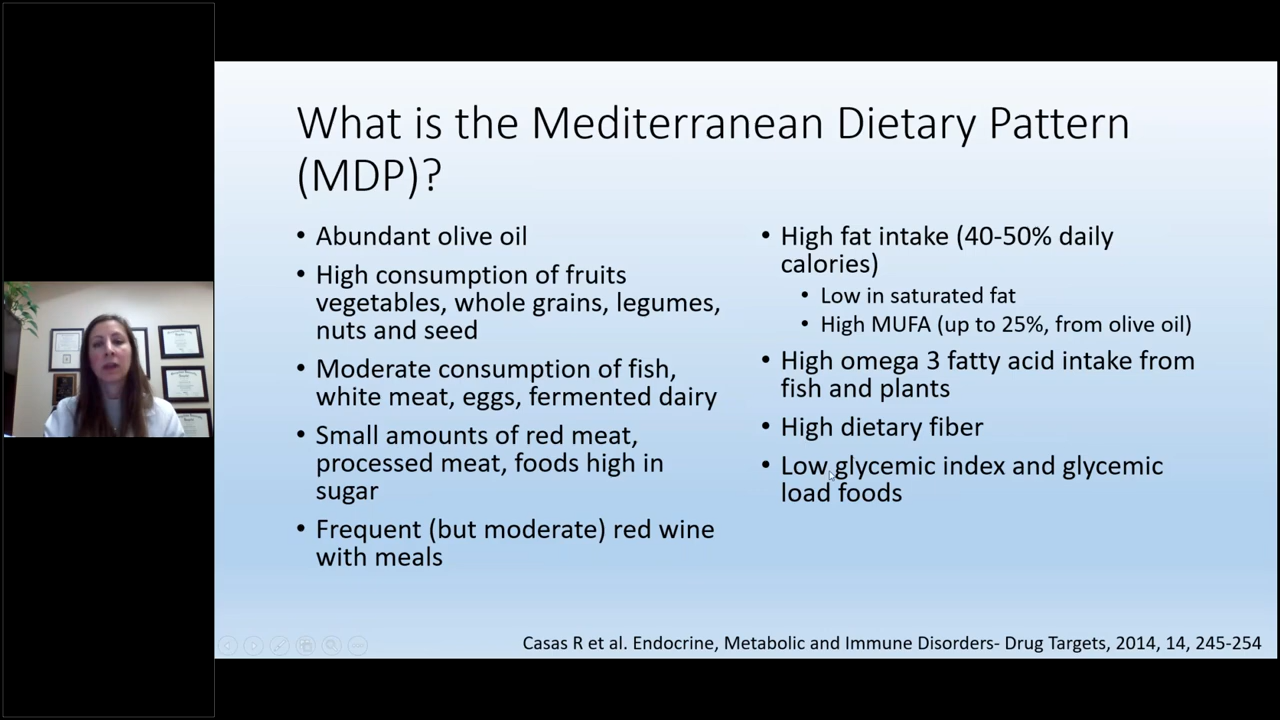 What is the Mediterranean Dietary Pattern
(MDP)?
• Abundant olive oil
• High consumption of fruits
vegetables, whole grains, legumes,
nuts and seed
• Moderate consumption of fish,
white meat, eggs, fermented dairy
• Small amounts of red meat,
processed meat, foods high in
sugar
• Frequent (but moderate) red wine
with meals
• High fat intake (40-50% daily
calories)
• Low in saturated fat
• High MUFA (up to 25%, from olive oil)
• High omega 3 fatty acid intake from
fish and plants
• High dietary fiber
• Low glycemic index and glycemic
load foods
Casas R et al. Endocrine, Metabolic and Immune Disorders- Drug Targets, 2014, 14, 245-254